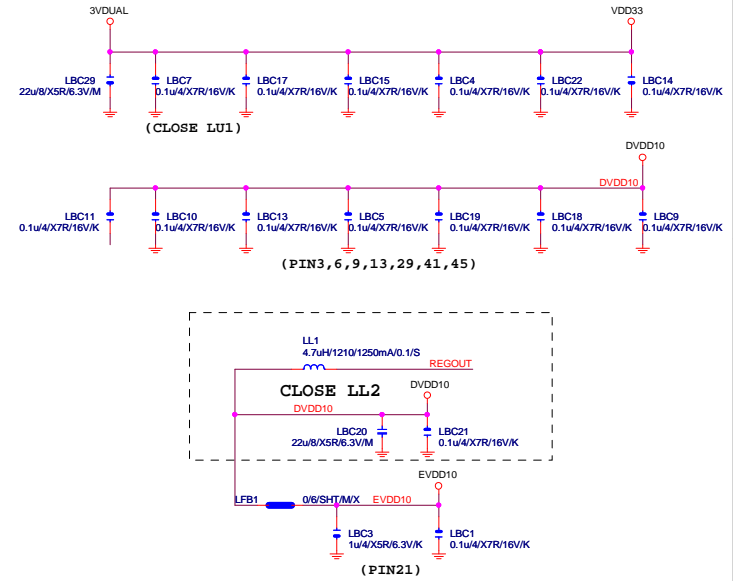 3VDUAL VDD33
LBC29 LBC7 LBC17 LBC15 LBC4 LBC22 LBC14
22u/8/X5R/6.3V/M 0.1u/4/X7R/16V/K 0.1u/4/X7R/16V/K 0.1u/4/X7R/16V/K 0.1u/4/X7R/16V/K 0.1u/4/X7R/16V/K 0.1u/4/X7R/16V/K
(CLOSE LU1)
DVDD10
DVDD10
LBC11 LBC10 LBC13 LBC5 LBC19 LBC18 LBC9
0.1u/4/X7R/16V/K 0.1u/4/X7R/16V/K 0.1u/4/X7R/16V/K 0.1u/4/X7R/16V/K 0.1u/4/X7R/16V/K 0.1u/4/X7R/16V/K 0.1u/4/X7R/16V/K
(PIN3,6,9,13,29,41,45)
LL1
4.7uH/1210/1250mA/0.1/S
REGOUT
CLOSE LL2 DVDD10
DVDD10
LBC20 LBC21
22u/8/X5R/6.3V/M 0.1u/4/X7R/16V/K
EVDD10
LFB1 0/6/SHT/M/X EVDD10
LBC3 LBC1
1u/4/X5R/6.3V/K 0.1u/4/X7R/16V/K
(PIN21)